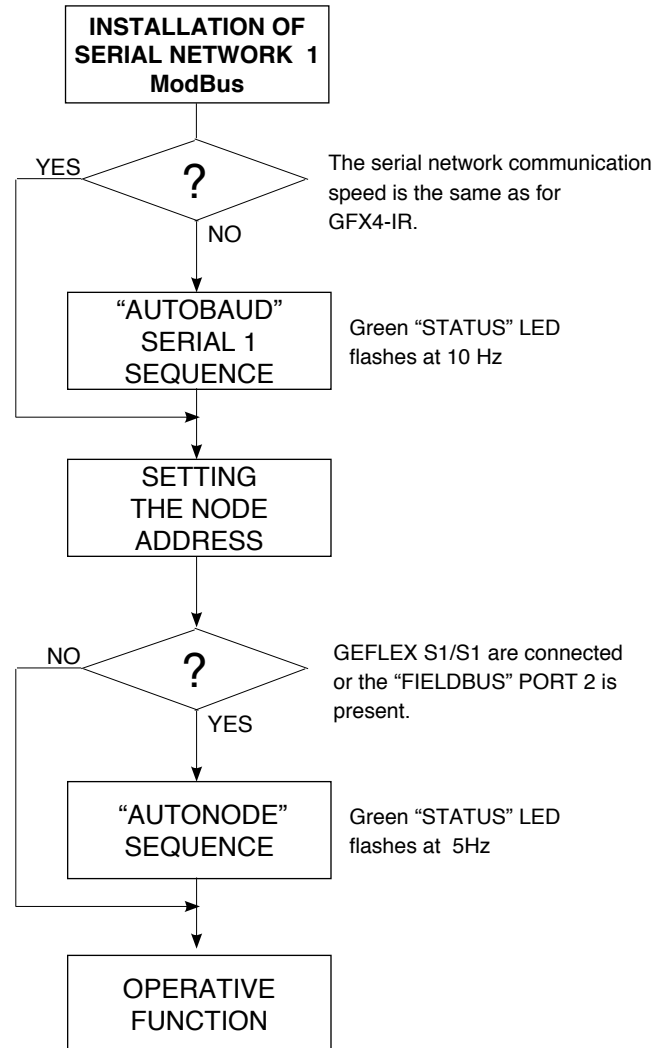 INSTALLATION OF
SERIAL NETWORK 1
ModBus
YES
?
The serial network communication
speed is the same as for
GFX4-IR.
NO
“AUTOBAUD”
SERIAL 1
SEQUENCE
Green “STATUS” LED
flashes at 10 Hz
SETTING
THE NODE
ADDRESS
NO
?
GEFLEX S1/S1 are connected
or the “FIELDBUS” PORT 2 is
present.
YES
“AUTONODE”
SEQUENCE
Green “STATUS” LED
flashes at 5Hz
OPERATIVE
FUNCTION